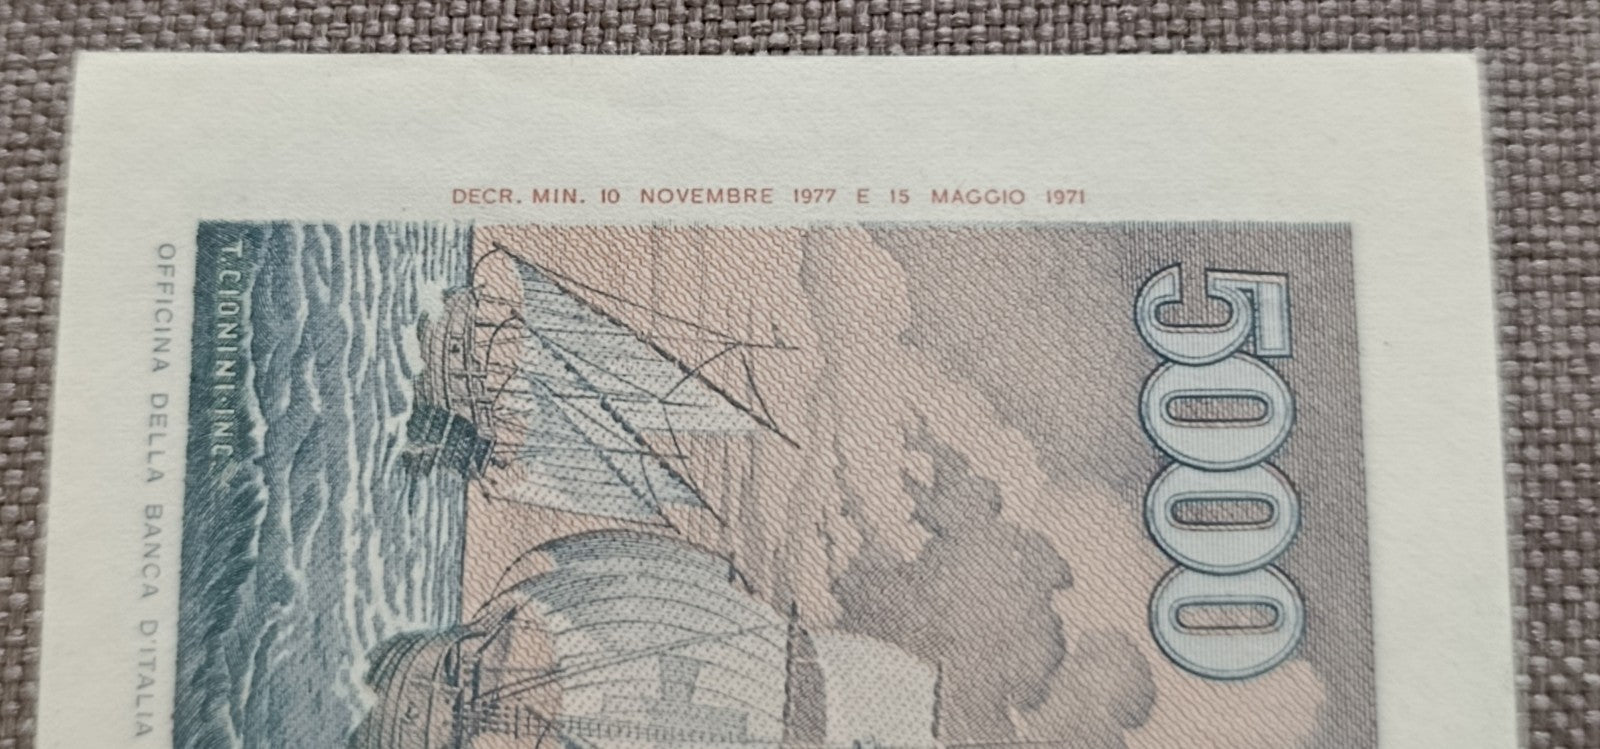 DECR. MIN. 10 NOVEMBRE 1977 E 15 MAGGIO 1971
5000
T. CIONINI·INC.
OFFICINA DELLA BANCA D'ITALIA